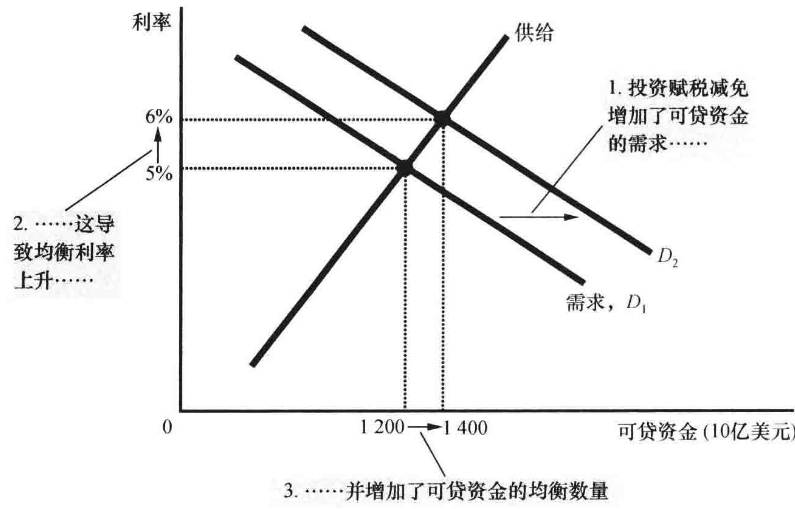 利率
供给
1. 投资赋税减免
增加了可贷资金
的需求……
6%
5%
2. ……这导
致均衡利率
上升……
D₂
需求，D₁
0
1 200
1 400
可贷资金 (10亿美元)
3. ……并增加了可贷资金的均衡数量